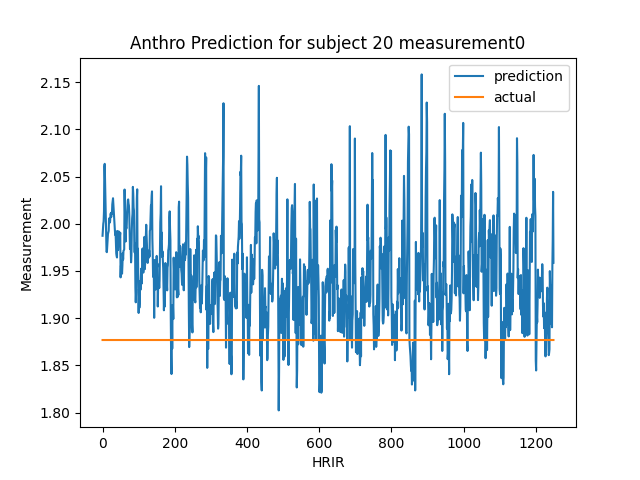 Anthro Prediction for subject 20 measurement0
prediction
actual
2.15
2.10
2.05
2.00
1.95
1.90
1.85
1.80
Measurement
0 200 400 600 800 1000 1200
HRIR